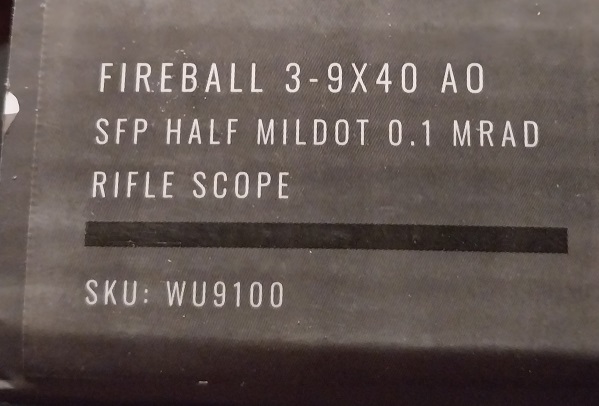 FIREBALL 3-9X40 AO
SFP HALF MILDOT 0.1 MRAD
RIFLE SCOPE
SKU: WU9100